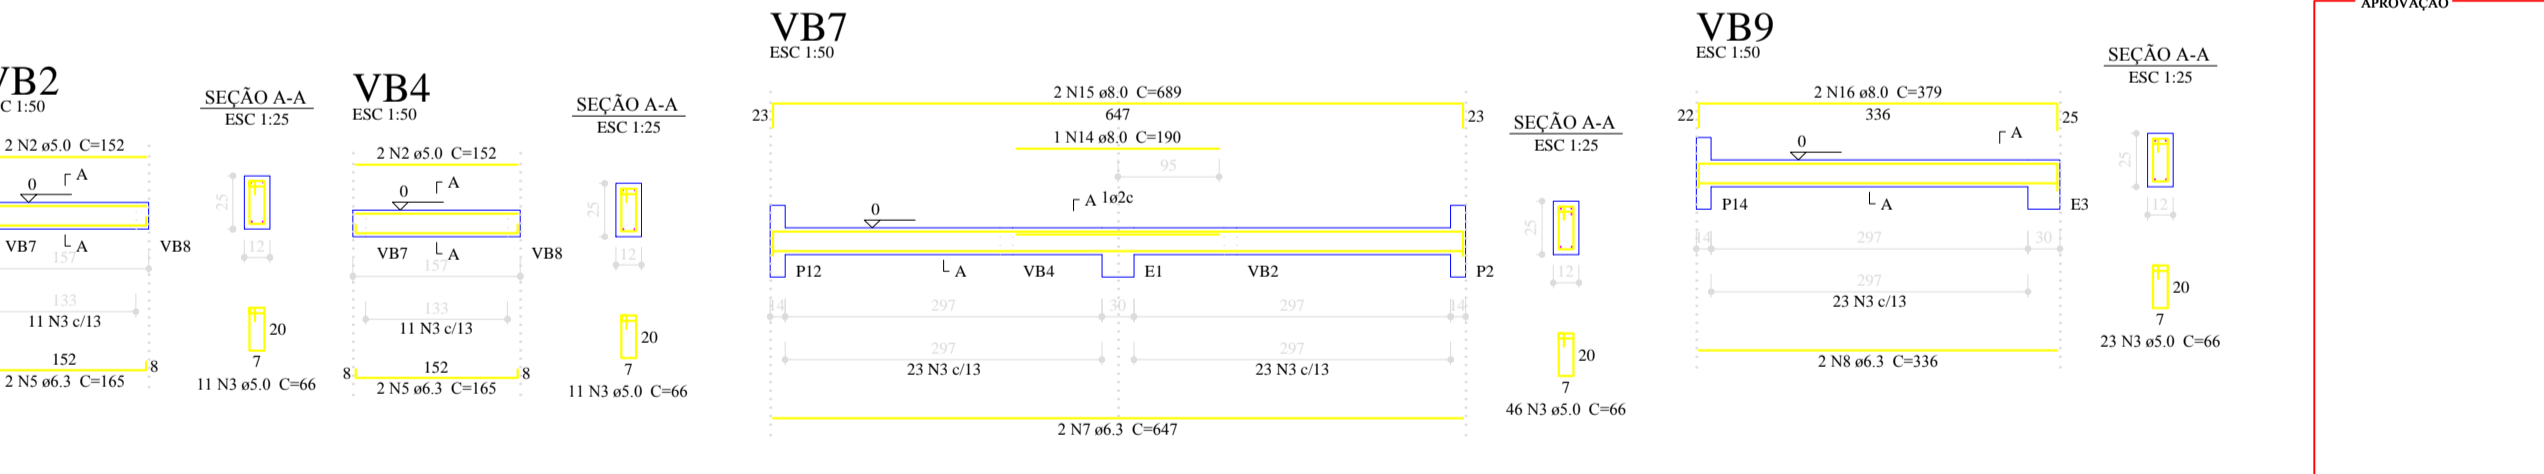 VB2
C 1:50
SEÇÃO A-A
ESC 1:25
2 N2 ø5.0 C=152
0
A
25
VB7
A
VB8
12
157
133
11 N3 c/13
20
7
11 N3 ø5.0 C=66
152
8
2 N5 ø6.3 C=165
VB4
ESC 1:50
SEÇÃO A-A
ESC 1:25
2 N2 ø5.0 C=152
0
A
25
VB7
A
VB8
12
157
133
11 N3 c/13
20
7
11 N3 ø5.0 C=66
8
152
8
2 N5 ø6.3 C=165
VB7
ESC 1:50
2 N15 ø8.0 C=689
23
647
23
1 N14 ø8.0 C=190
95
SEÇÃO A-A
ESC 1:25
A 1ø2c
0
25
P12
A
VB4
E1
VB2
P2
12
14
297
30
297
14
297
297
23 N3 c/13
23 N3 c/13
20
7
46 N3 ø5.0 C=66
2 N7 ø6.3 C=647
VB9
ESC 1:50
SEÇÃO A-A
ESC 1:25
2 N16 ø8.0 C=379
22
336
25
0
A
25
P14
A
E3
12
14
297
30
297
23 N3 c/13
20
7
23 N3 ø5.0 C=66
2 N8 ø6.3 C=336
APROVAÇÃO